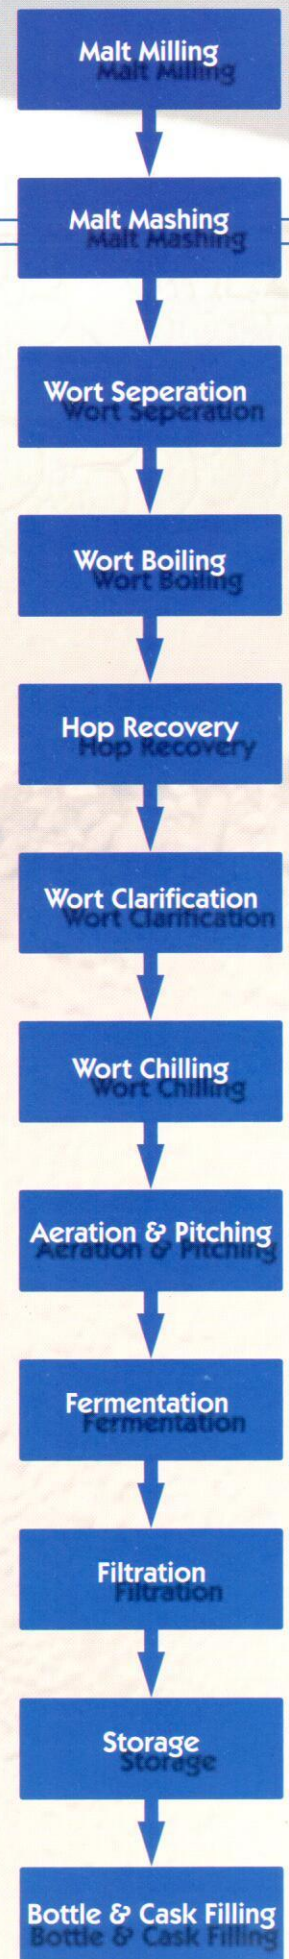 Malt Milling
Malt Mashing
Wort Seperation
Wort Boiling
Hop Recovery
Wort Clarification
Wort Chilling
Aeration & Pitching
Fermentation
Filtration
Storage
Bottle & Cask Filling